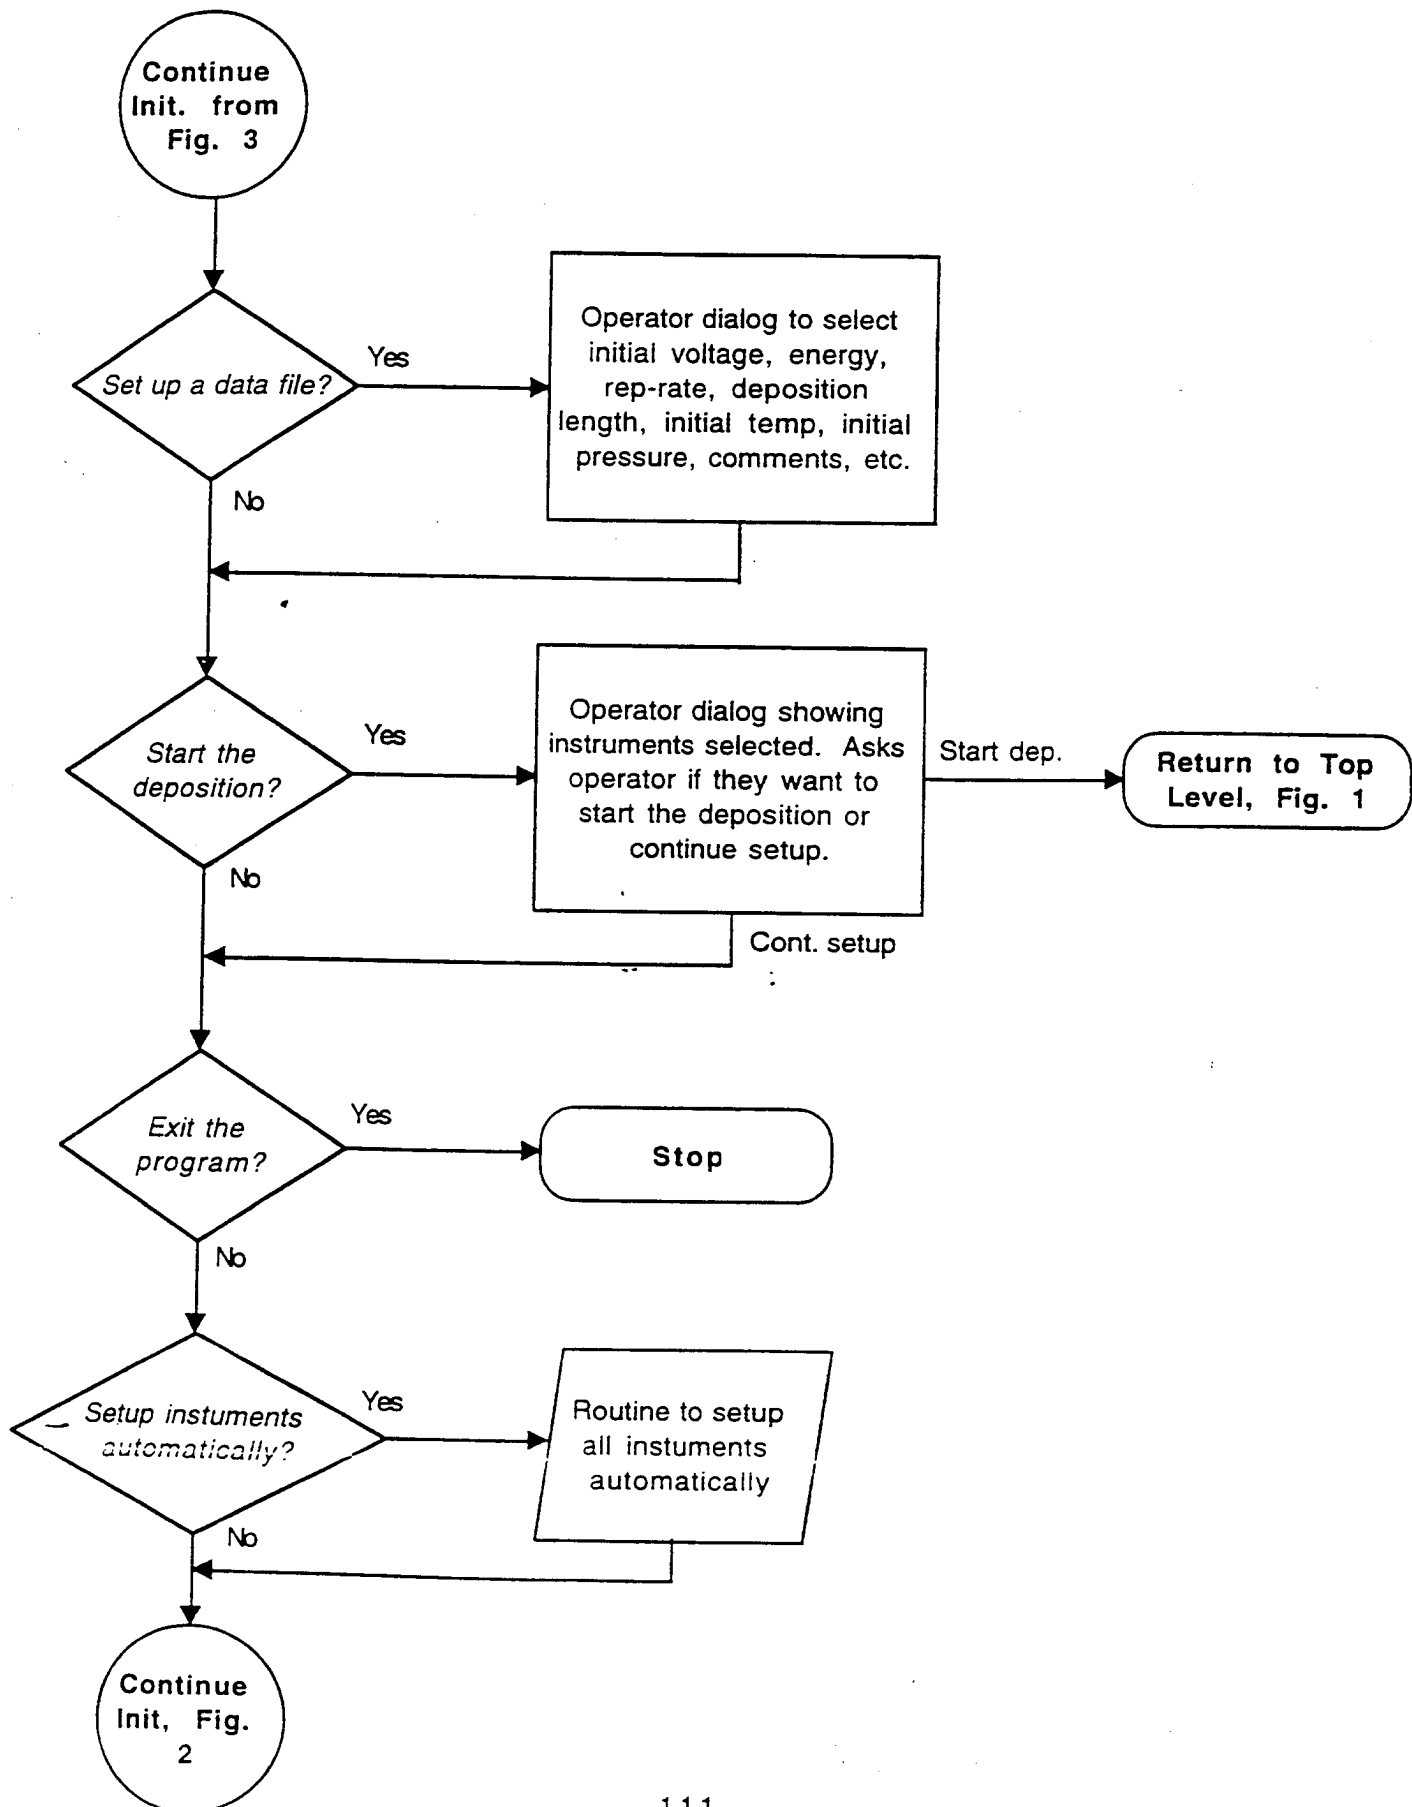 Continue
Init. from
Fig. 3
Set up a data file?
Yes
No
Operator dialog to select
initial voltage, energy,
rep-rate, deposition
length, initial temp, initial
pressure, comments, etc.
Start the
deposition?
Yes
No
Operator dialog showing
instruments selected. Asks
operator if they want to
start the deposition or
continue setup.
Start dep.
Return to Top
Level, Fig. 1
Cont. setup
Exit the
program?
Yes
No
Stop
Setup instuments
automatically?
Yes
No
Routine to setup
all instuments
automatically
Continue
Init, Fig.
2
111